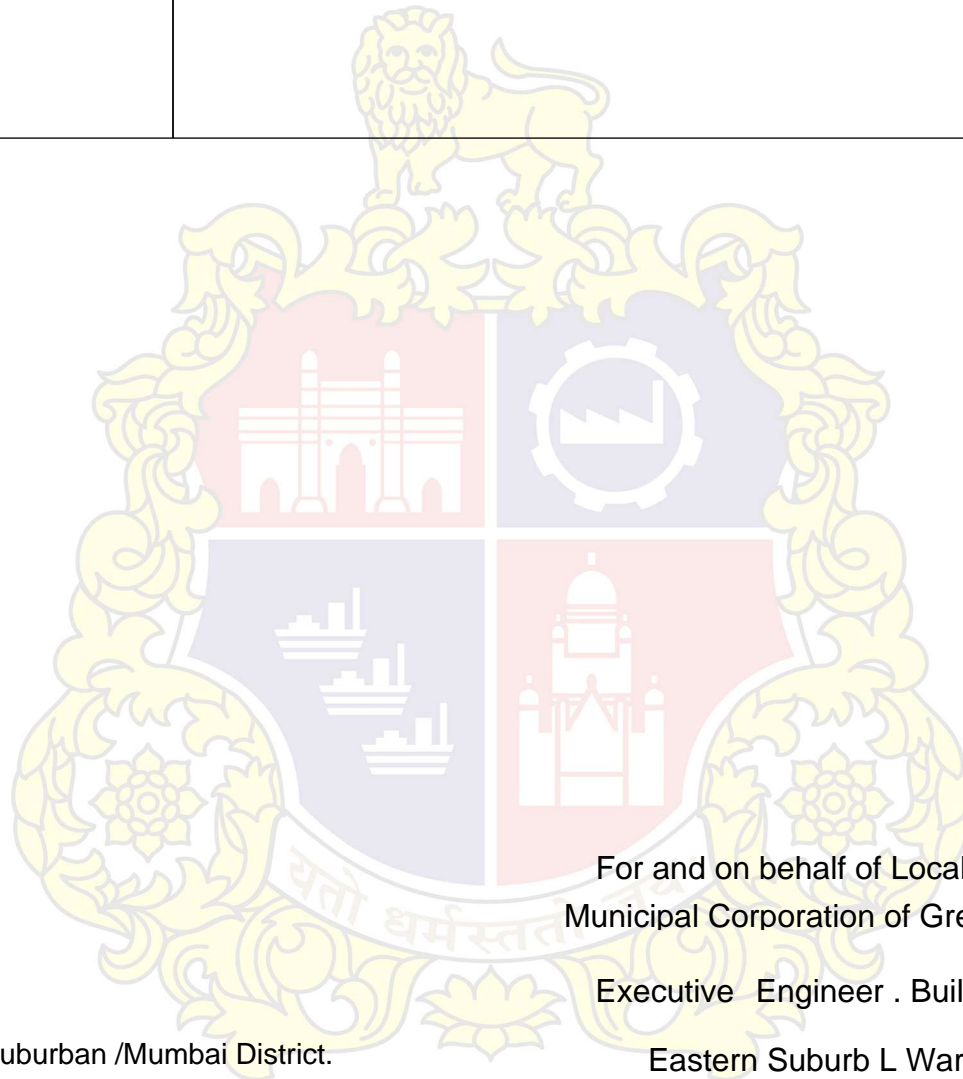 यतो धर्मस्ततो जय
For and on behalf of Local
Municipal Corporation of Gre
Executive Engineer . Buil
uburban /Mumbai District.
Eastern Suburb L War